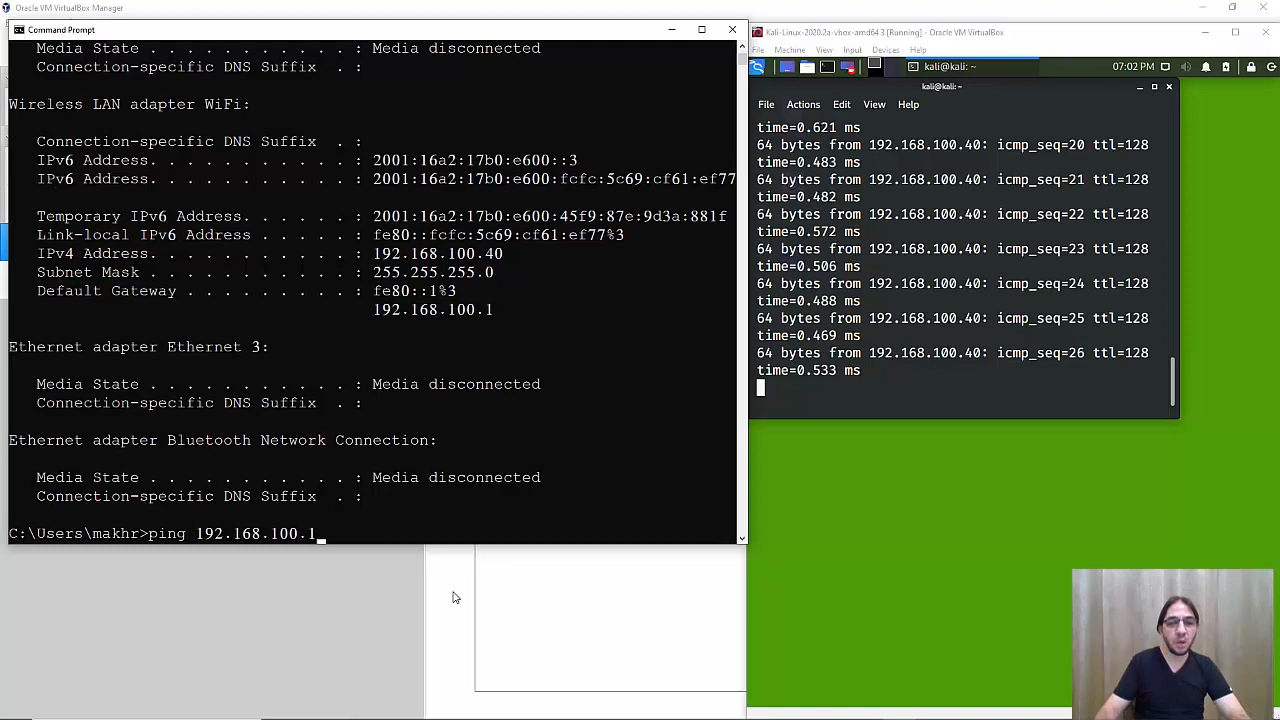 Oracle VM VirtualBox Manager
Command Prompt
Media State . . . . . . . . . . . : Media disconnected
Connection-specific DNS Suffix . :
Wireless LAN adapter WiFi:
Connection-specific DNS Suffix . :
IPv6 Address. . . . . . . . . . . : 2001:16a2:17b0:e600::3
IPv6 Address. . . . . . . . . . . : 2001:16a2:17b0:e600:fcfc:5c69:cf61:ef77
Temporary IPv6 Address. . . . . . : 2001:16a2:17b0:e600:45f9:87e:9d3a:881f
Link-local IPv6 Address . . . . . : fe80::fcfc:5c69:cf61:ef77%3
IPv4 Address. . . . . . . . . . . : 192.168.100.40
Subnet Mask . . . . . . . . . . . : 255.255.255.0
Default Gateway . . . . . . . . . : fe80::1%3
192.168.100.1
Ethernet adapter Ethernet 3:
Media State . . . . . . . . . . . : Media disconnected
Connection-specific DNS Suffix . :
Ethernet adapter Bluetooth Network Connection:
Media State . . . . . . . . . . . : Media disconnected
Connection-specific DNS Suffix . :
C:\Users\makhr>ping 192.168.100.1
Kali-Linux-2020.2a-vbox-amd64 3 [Running] - Oracle VM VirtualBox
File Machine View Input Devices Help
kali@kali: ~ 07:02 PM
kali@kali: ~
File Actions Edit View Help
time=0.621 ms
64 bytes from 192.168.100.40: icmp_seq=20 ttl=128
time=0.483 ms
64 bytes from 192.168.100.40: icmp_seq=21 ttl=128
time=0.482 ms
64 bytes from 192.168.100.40: icmp_seq=22 ttl=128
time=0.572 ms
64 bytes from 192.168.100.40: icmp_seq=23 ttl=128
time=0.506 ms
64 bytes from 192.168.100.40: icmp_seq=24 ttl=128
time=0.488 ms
64 bytes from 192.168.100.40: icmp_seq=25 ttl=128
time=0.469 ms
64 bytes from 192.168.100.40: icmp_seq=26 ttl=128
time=0.533 ms